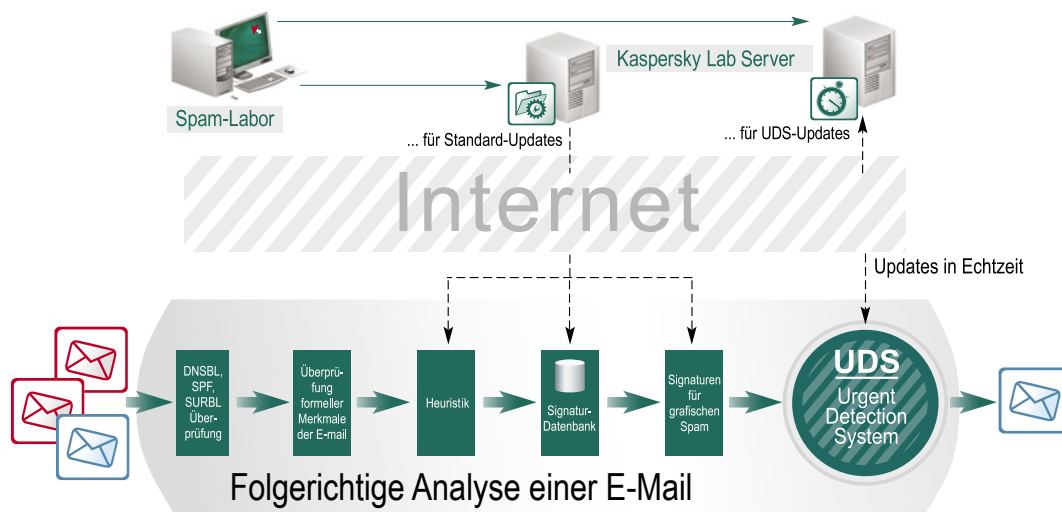 Spam-Labor
Kaspersky Lab Server
... für Standard-Updates
... für UDS-Updates
Internet
Updates in Echtzeit
DNSBL,
SPF,
SURBL
Über-
prüfung
Überprü-
fung
formeller
Merkmale
der E-mail
Heuristik
Signatur-
Datenbank
Signaturen
für
grafischen
Spam
UDS
Urgent
Detection
System
Folgerichtige Analyse einer E-Mail